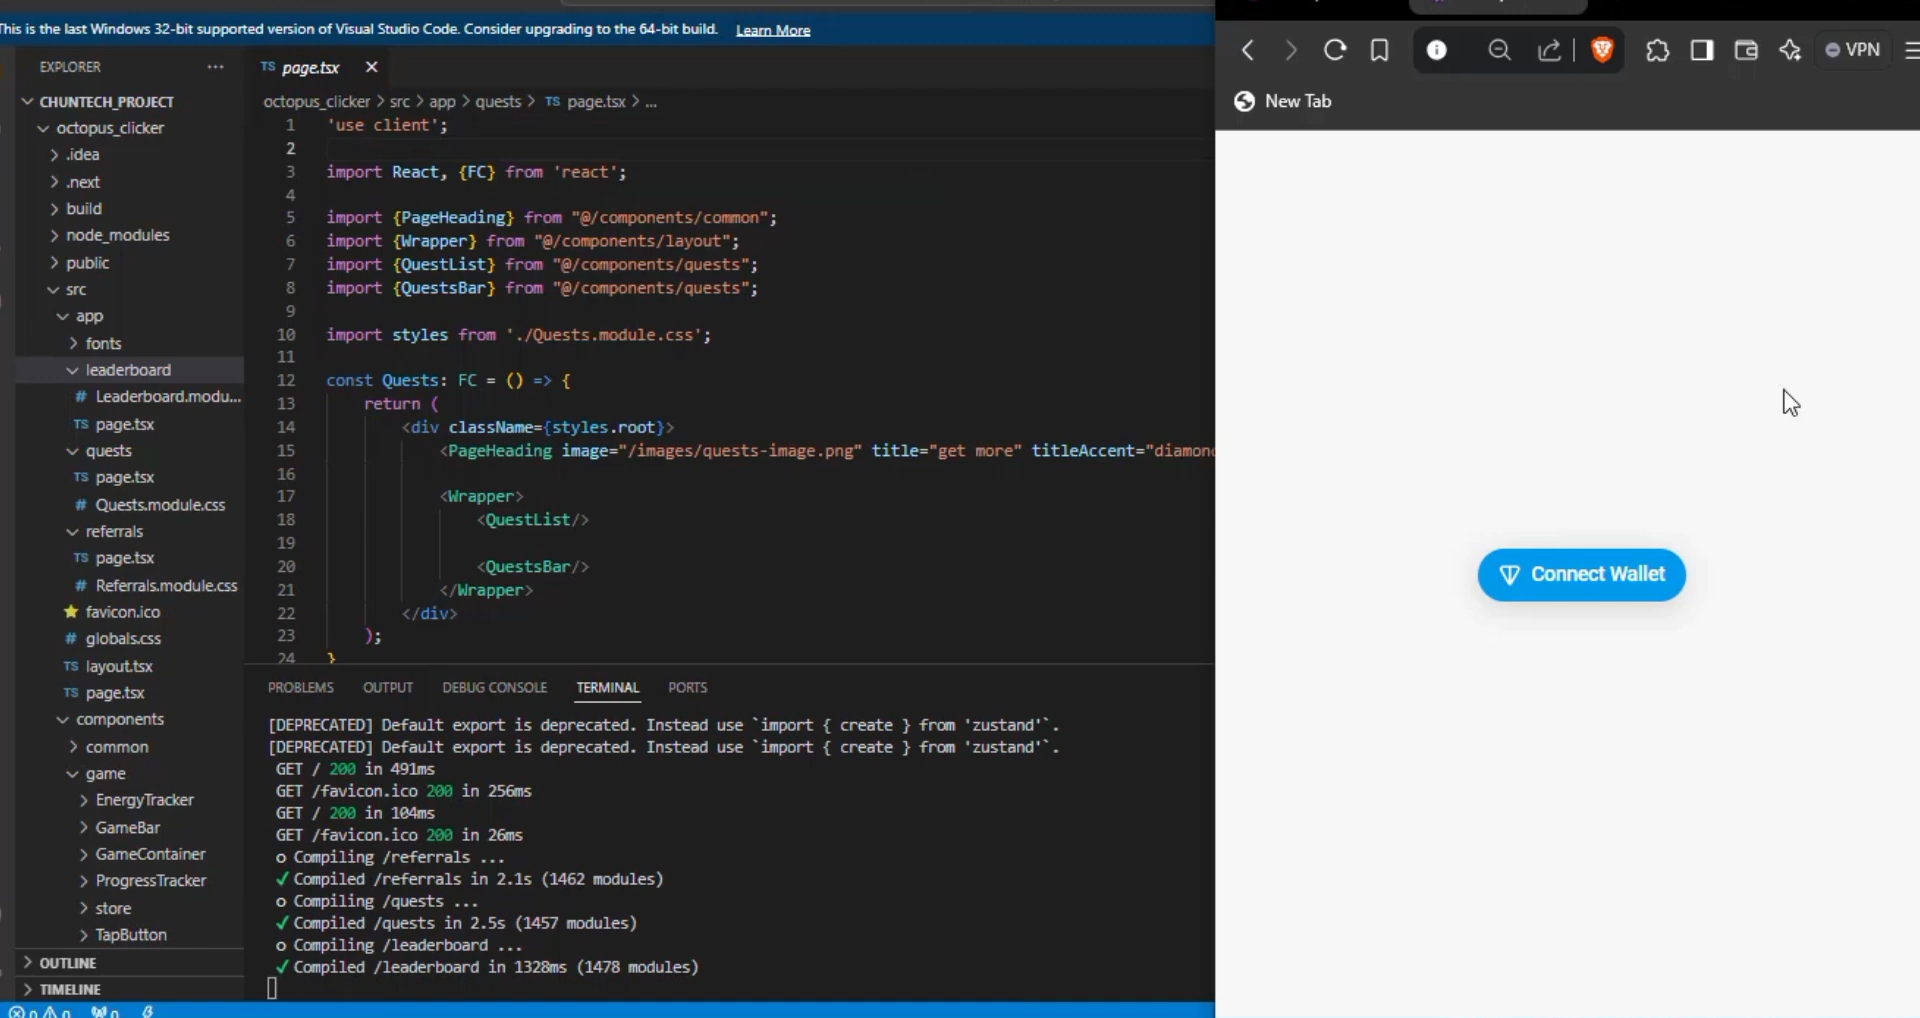 This is the last Windows 32-bit supported version of Visual Studio Code. Consider upgrading to the 64-bit build. Learn More
EXPLORER
CHUNTECH_PROJECT
octopus_clicker
.idea
.next
build
node_modules
public
src
app
fonts
leaderboard
# Leaderboard.modu...
TS page.tsx
quests
TS page.tsx
# Quests.module.css
referrals
TS page.tsx
# Referrals.module.css
favicon.ico
# globals.css
TS layout.tsx
TS page.tsx
components
common
game
EnergyTracker
GameBar
GameContainer
ProgressTracker
store
TapButton
OUTLINE
TIMELINE
TS page.tsx
octopus_clicker > src > app > quests > TS page.tsx > ...
1 'use client';
2
3 import React, {FC} from 'react';
4
5 import {PageHeading} from "@/components/common";
6 import {Wrapper} from "@/components/layout";
7 import {QuestList} from "@/components/quests";
8 import {QuestsBar} from "@/components/quests";
9
10 import styles from './Quests.module.css';
11
12 const Quests: FC = () => {
13 return (
14 <div className={styles.root}>
15 <PageHeading image="/images/quests-image.png" title="get more" titleAccent="diamon
16
17 <Wrapper>
18 <QuestList/>
19
20 <QuestsBar/>
21 </Wrapper>
22 </div>
23 );
24 }
PROBLEMS OUTPUT DEBUG CONSOLE TERMINAL PORTS
[DEPRECATED] Default export is deprecated. Instead use `import { create } from 'zustand'`.
[DEPRECATED] Default export is deprecated. Instead use `import { create } from 'zustand'`.
GET / 200 in 491ms
GET /favicon.ico 200 in 256ms
GET / 200 in 104ms
GET /favicon.ico 200 in 26ms
o Compiling /referrals ...
✓ Compiled /referrals in 2.1s (1462 modules)
o Compiling /quests ...
✓ Compiled /quests in 2.5s (1457 modules)
o Compiling /leaderboard ...
✓ Compiled /leaderboard in 1328ms (1478 modules)
VPN
New Tab
Connect Wallet